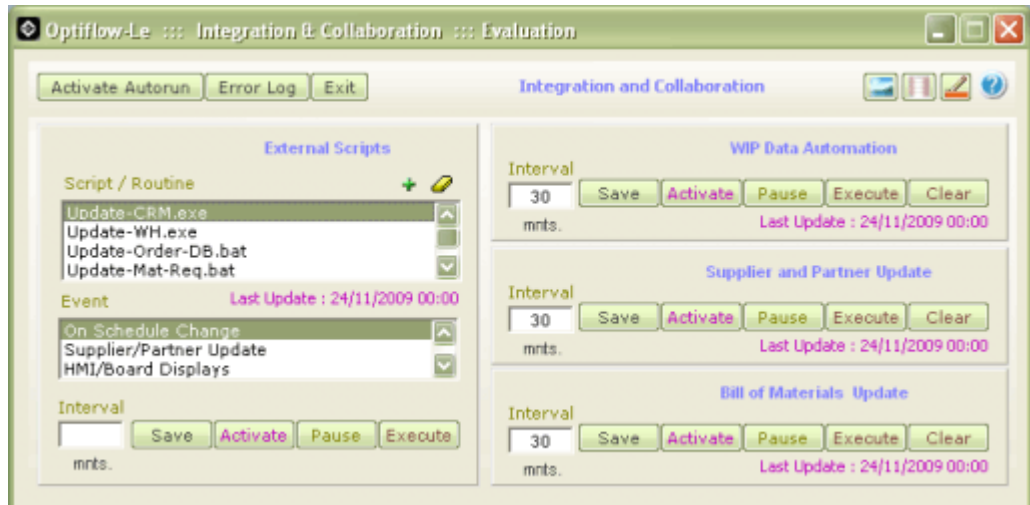 Optiflow-Le ::: Integration & Collaboration ::: Evaluation
Activate Autorun Error Log Exit Integration and Collaboration
External Scripts
Script / Routine
Update-CRM.exe
Update-WH.exe
Update-Order-DB.bat
Update-Mat-Req.bat
Event Last Update : 24/11/2009 00:00
On Schedule Change
Supplier/Partner Update
HMI/Board Displays
Interval
Save Activate Pause Execute
mnts.
WIP Data Automation
Interval
30 Save Activate Pause Execute Clear
mnts. Last Update : 24/11/2009 00:00
Supplier and Partner Update
Interval
30 Save Activate Pause Execute Clear
mnts. Last Update : 24/11/2009 00:00
Bill of Materials Update
Interval
30 Save Activate Pause Execute Clear
mnts. Last Update : 24/11/2009 00:00